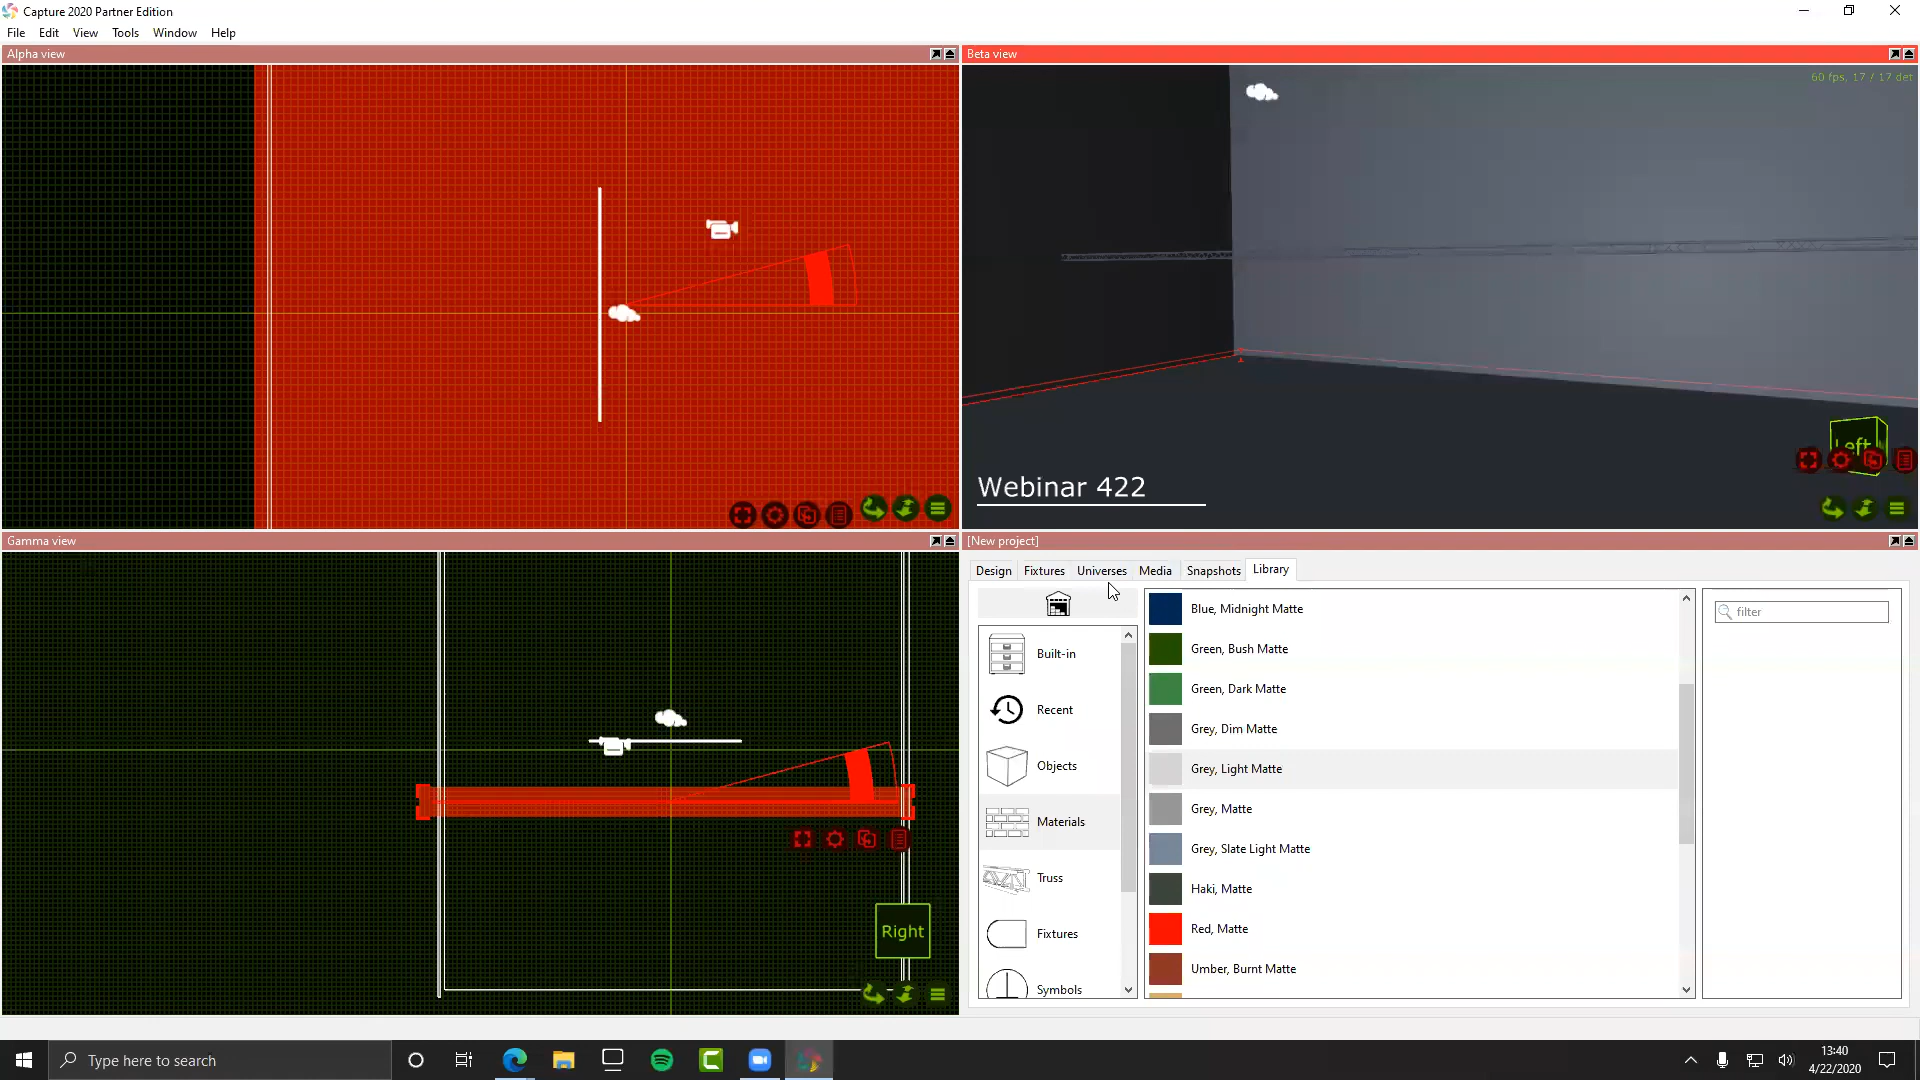 Capture 2020 Partner Edition
File Edit View Tools Window Help
Alpha view
Beta view
60 fps, 17 / 17 det
Left
Webinar 422
Gamma view
Right
[New project]
Design Fixtures Universes Media Snapshots Library
Built-in
Recent
Objects
Materials
Truss
Fixtures
Symbols
Blue, Midnight Matte
Green, Bush Matte
Green, Dark Matte
Grey, Dim Matte
Grey, Light Matte
Grey, Matte
Grey, Slate Light Matte
Haki, Matte
Red, Matte
Umber, Burnt Matte
filter
Type here to search
13:40
4/22/2020